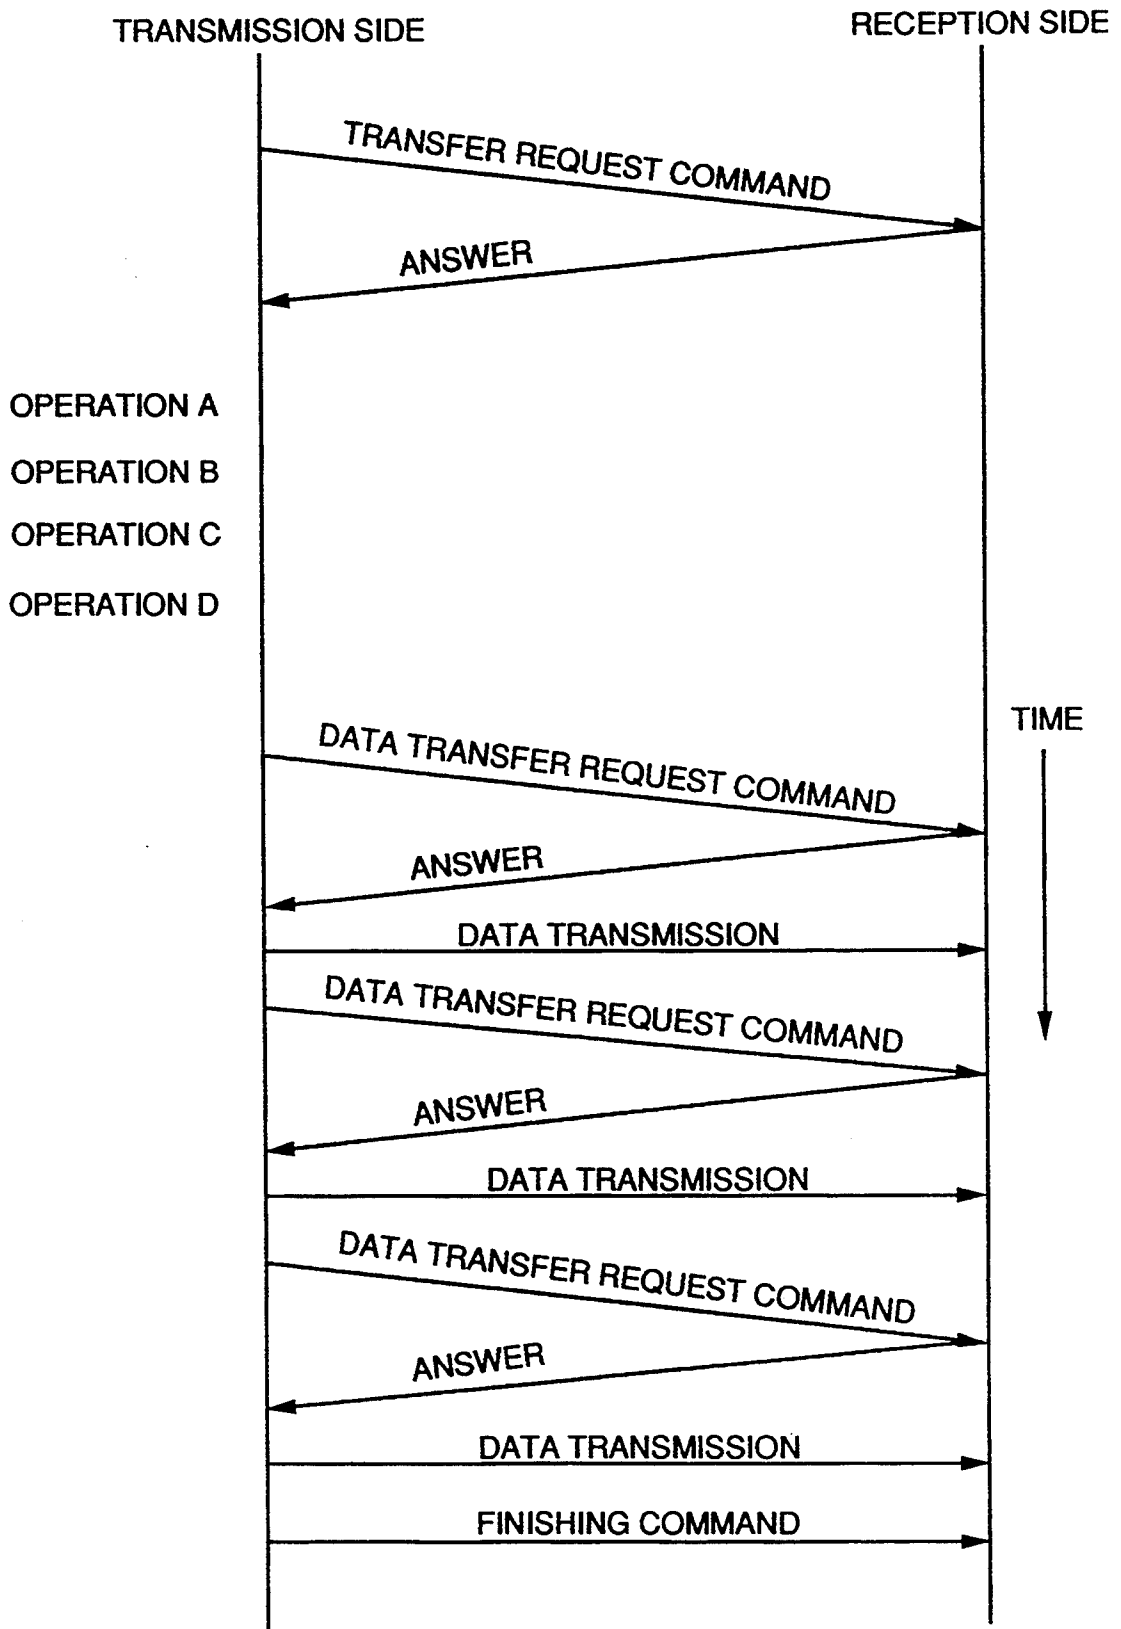 TRANSMISSION SIDE
RECEPTION SIDE
TRANSFER REQUEST COMMAND
ANSWER
OPERATION A
OPERATION B
OPERATION C
OPERATION D
TIME
DATA TRANSFER REQUEST COMMAND
ANSWER
DATA TRANSMISSION
DATA TRANSFER REQUEST COMMAND
ANSWER
DATA TRANSMISSION
DATA TRANSFER REQUEST COMMAND
ANSWER
DATA TRANSMISSION
FINISHING COMMAND